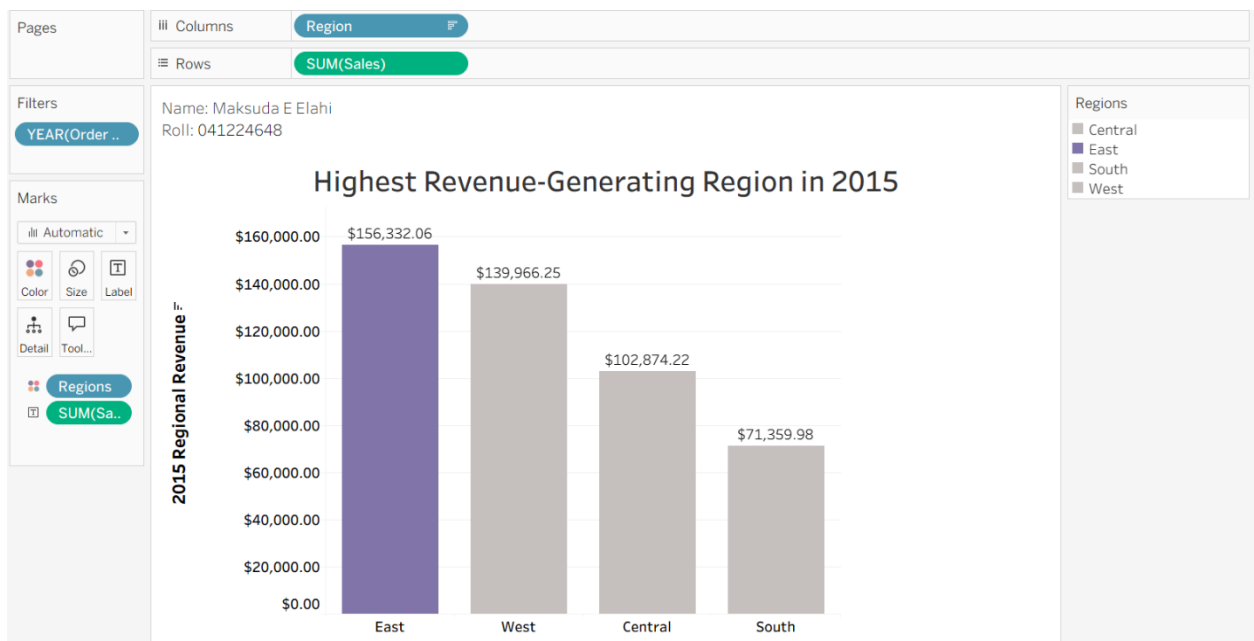 Pages
Columns
Region
Rows
SUM(Sales)
Filters
YEAR(Order ..
Marks
Automatic
Color
Size
Label
Detail
Tool...
Regions
SUM(Sa..
Name: Maksuda E Elahi
Roll: 041224648
Highest Revenue-Generating Region in 2015
2015 Regional Revenue
$160,000.00
$140,000.00
$120,000.00
$100,000.00
$80,000.00
$60,000.00
$40,000.00
$20,000.00
$0.00
$156,332.06
$139,966.25
$102,874.22
$71,359.98
East
West
Central
South
Regions
Central
East
South
West